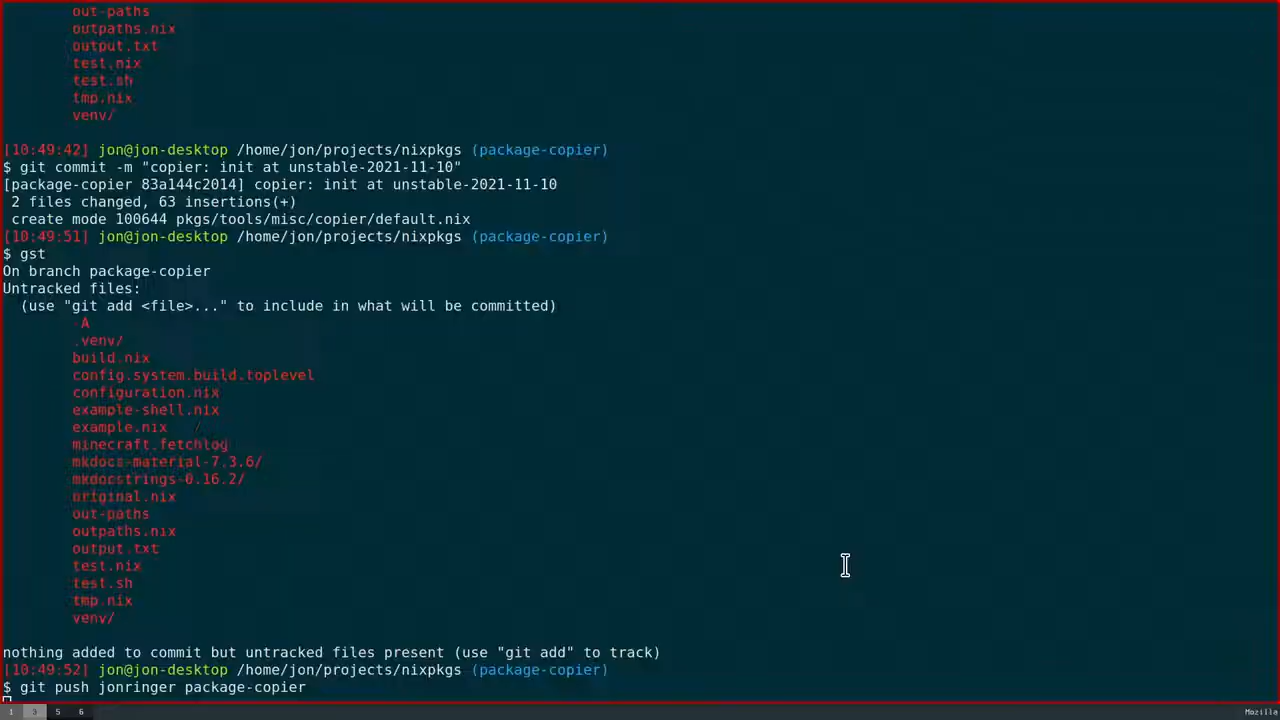 out-paths
outpaths.nix
output.txt
test.nix
test.sh
tmp.nix
venv/
[10:49:42] jon@jon-desktop /home/jon/projects/nixpkgs (package-copier)
$ git commit -m "copier: init at unstable-2021-11-10"
[package-copier 83a144c2014] copier: init at unstable-2021-11-10
2 files changed, 63 insertions(+)
create mode 100644 pkgs/tools/misc/copier/default.nix
[10:49:51] jon@jon-desktop /home/jon/projects/nixpkgs (package-copier)
$ gst
On branch package-copier
Untracked files:
(use "git add <file>..." to include in what will be committed)
A
.venv/
build.nix
config.system.build.toplevel
configuration.nix
example-shell.nix
example.nix
minecraft.fetchlog
mkdocs-material-7.3.6/
mkdocstrings-0.16.2/
original.nix
out-paths
outpaths.nix
output.txt
test.nix
test.sh
tmp.nix
venv/
nothing added to commit but untracked files present (use "git add" to track)
[10:49:52] jon@jon-desktop /home/jon/projects/nixpkgs (package-copier)
$ git push jonringer package-copier
1 3 5 6 Mozilla